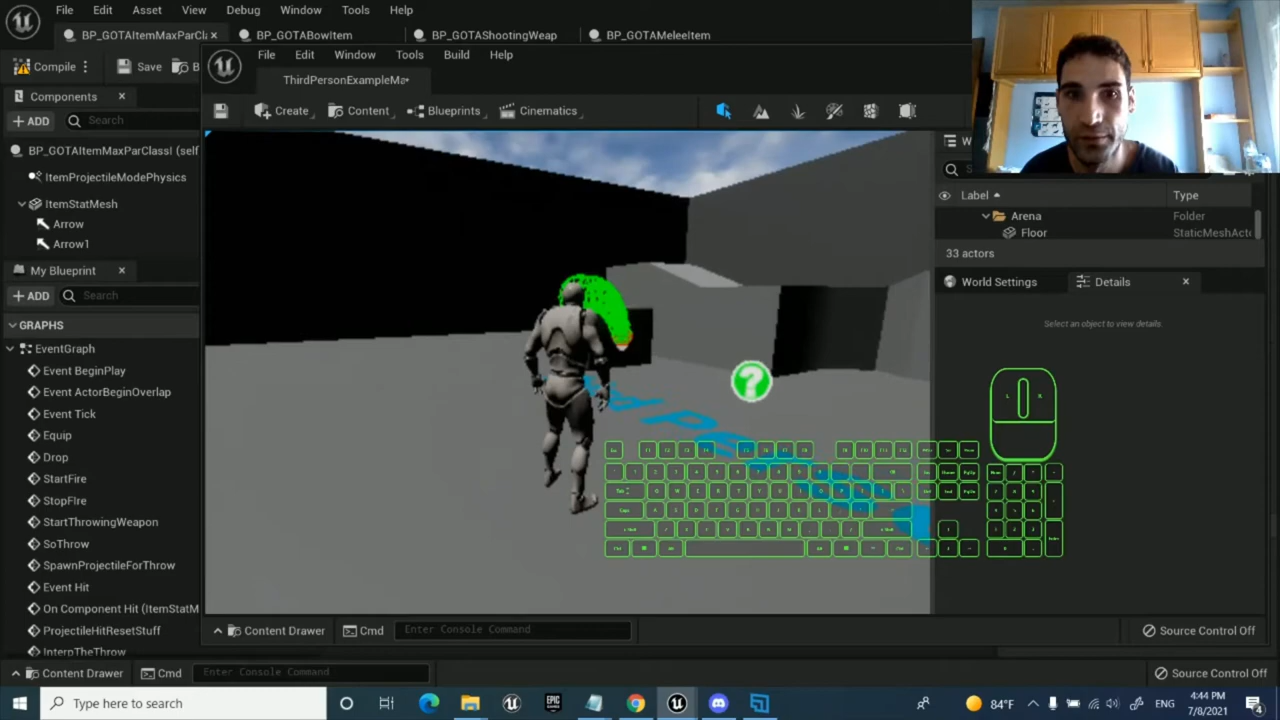 File Edit Asset View Debug Window Tools Help
BP_GOTAItemMaxParCla
BP_GOTABowItem
BP_GOTAShootingWeap
BP_GOTAMeleeItem
Compile
Save
File Edit Window Tools Build Help
ThirdPersonExampleMa*
Components
Create
Content
Blueprints
Cinematics
ADD
Search
BP_GOTAItemMaxParClassI (self
ItemProjectileModePhysics
ItemStatMesh
Arrow
Arrow1
My Blueprint
ADD
Search
GRAPHS
EventGraph
Event BeginPlay
Event ActorBeginOverlap
Event Tick
Equip
Drop
StartFire
StopFIre
StartThrowingWeapon
SoThrow
SpawnProjectileForThrow
Event Hit
On Component Hit (ItemStatM
ProjectileHitResetStuff
InterpTheThrow
Label
Type
Arena
Folder
Floor
StaticMeshActo
33 actors
World Settings
Details
Select an object to view details.
?
L R
Content Drawer
Cmd
Enter Console Command
Source Control Off
Content Drawer
Cmd
Enter Console Command
Source Control Off
Type here to search
EPIC
GAMES
84°F
ENG
4:44 PM
7/8/2021
4